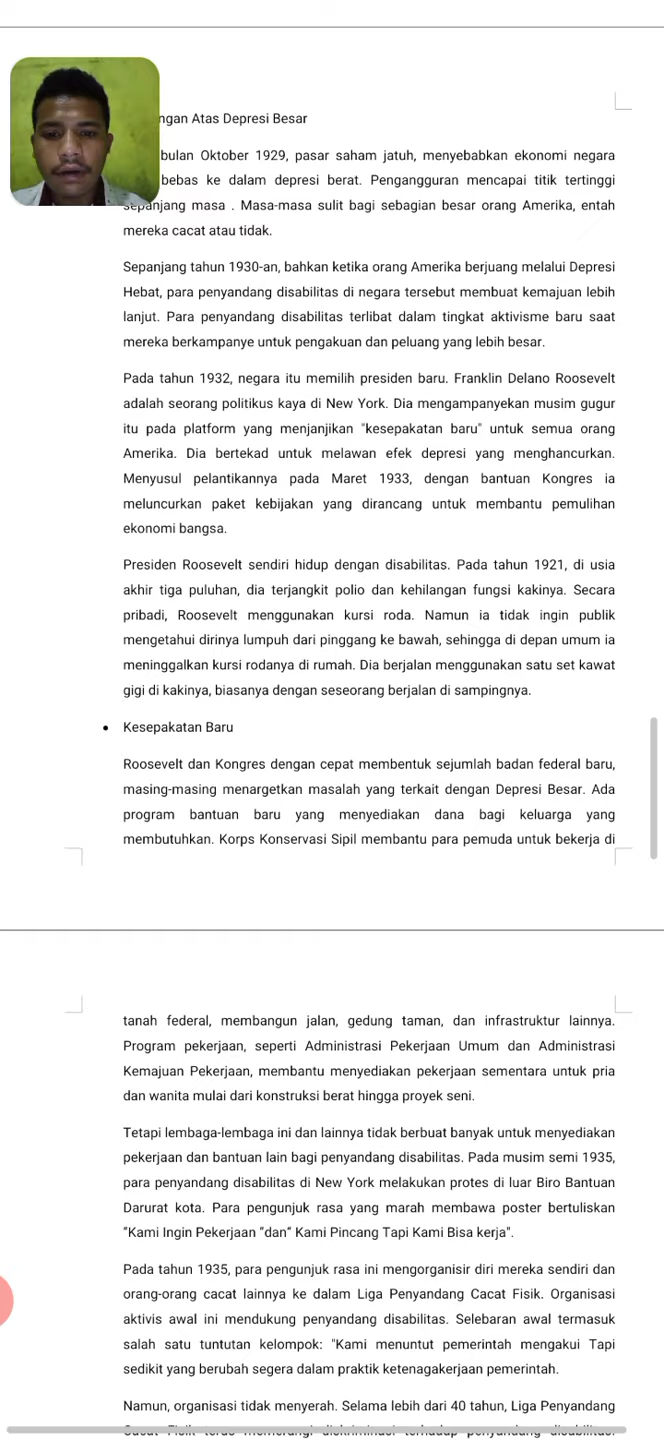 ngan Atas Depresi Besar
bulan Oktober 1929, pasar saham jatuh, menyebabkan ekonomi negara
bebas ke dalam depresi berat. Pengangguran mencapai titik tertinggi
sepanjang masa . Masa-masa sulit bagi sebagian besar orang Amerika, entah
mereka cacat atau tidak.
Sepanjang tahun 1930-an, bahkan ketika orang Amerika berjuang melalui Depresi
Hebat, para penyandang disabilitas di negara tersebut membuat kemajuan lebih
lanjut. Para penyandang disabilitas terlibat dalam tingkat aktivisme baru saat
mereka berkampanye untuk pengakuan dan peluang yang lebih besar.
Pada tahun 1932, negara itu memilih presiden baru. Franklin Delano Roosevelt
adalah seorang politikus kaya di New York. Dia mengampanyekan musim gugur
itu pada platform yang menjanjikan "kesepakatan baru" untuk semua orang
Amerika. Dia bertekad untuk melawan efek depresi yang menghancurkan.
Menyusul pelantikannya pada Maret 1933, dengan bantuan Kongres ia
meluncurkan paket kebijakan yang dirancang untuk membantu pemulihan
ekonomi bangsa.
Presiden Roosevelt sendiri hidup dengan disabilitas. Pada tahun 1921, di usia
akhir tiga puluhan, dia terjangkit polio dan kehilangan fungsi kakinya. Secara
pribadi, Roosevelt menggunakan kursi roda. Namun ia tidak ingin publik
mengetahui dirinya lumpuh dari pinggang ke bawah, sehingga di depan umum ia
meninggalkan kursi rodanya di rumah. Dia berjalan menggunakan satu set kawat
gigi di kakinya, biasanya dengan seseorang berjalan di sampingnya.
• Kesepakatan Baru
Roosevelt dan Kongres dengan cepat membentuk sejumlah badan federal baru,
masing-masing menargetkan masalah yang terkait dengan Depresi Besar. Ada
program bantuan baru yang menyediakan dana bagi keluarga yang
membutuhkan. Korps Konservasi Sipil membantu para pemuda untuk bekerja di
tanah federal, membangun jalan, gedung taman, dan infrastruktur lainnya.
Program pekerjaan, seperti Administrasi Pekerjaan Umum dan Administrasi
Kemajuan Pekerjaan, membantu menyediakan pekerjaan sementara untuk pria
dan wanita mulai dari konstruksi berat hingga proyek seni.
Tetapi lembaga-lembaga ini dan lainnya tidak berbuat banyak untuk menyediakan
pekerjaan dan bantuan lain bagi penyandang disabilitas. Pada musim semi 1935,
para penyandang disabilitas di New York melakukan protes di luar Biro Bantuan
Darurat kota. Para pengunjuk rasa yang marah membawa poster bertuliskan
"Kami Ingin Pekerjaan "dan" Kami Pincang Tapi Kami Bisa kerja".
Pada tahun 1935, para pengunjuk rasa ini mengorganisir diri mereka sendiri dan
orang-orang cacat lainnya ke dalam Liga Penyandang Cacat Fisik. Organisasi
aktivis awal ini mendukung penyandang disabilitas. Selebaran awal termasuk
salah satu tuntutan kelompok: "Kami menuntut pemerintah mengakui Tapi
sedikit yang berubah segera dalam praktik ketenagakerjaan pemerintah.
Namun, organisasi tidak menyerah. Selama lebih dari 40 tahun, Liga Penyandang
Cacat Fisik terus memerangi diskriminasi terhadap penyandang disabilitas.